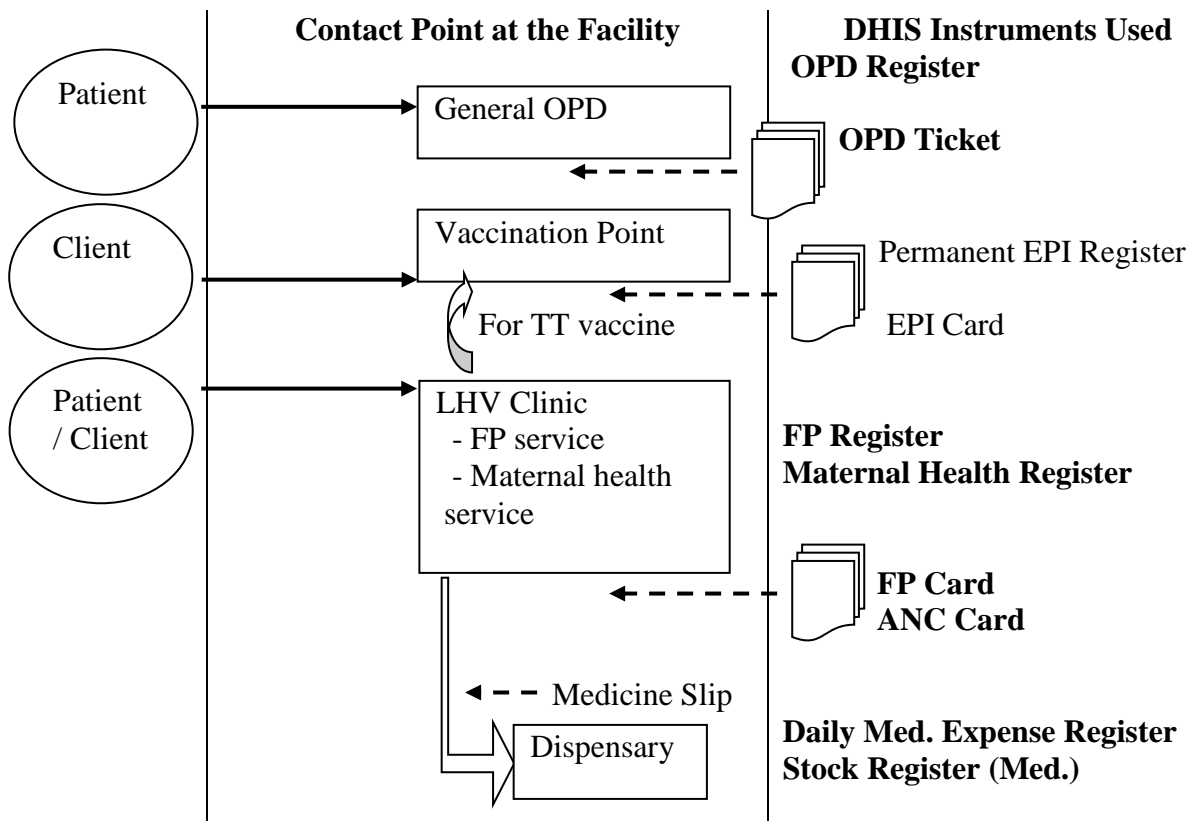 Contact Point at the Facility
DHIS Instruments Used
OPD Register
Patient
General OPD
OPD Ticket
Client
Vaccination Point
Permanent EPI Register
For TT vaccine
EPI Card
Patient
/ Client
LHV Clinic
- FP service
- Maternal health
service
FP Register
Maternal Health Register
FP Card
ANC Card
Medicine Slip
Dispensary
Daily Med. Expense Register
Stock Register (Med.)